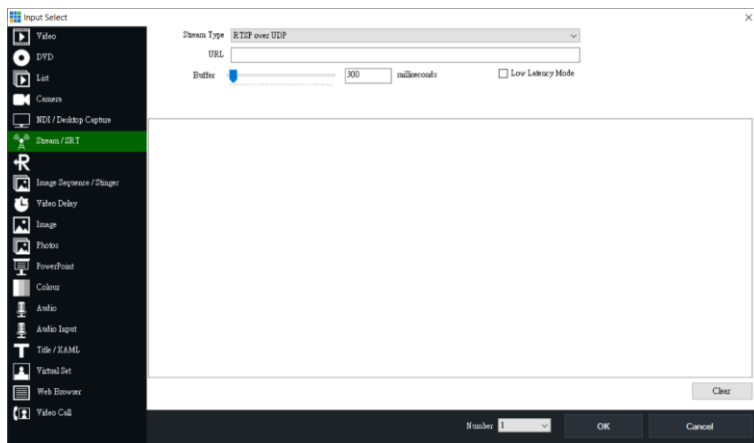 Input Select
Video
DVD
List
Camera
NDI / Desktop Capture
Stream / SRT
Image Sequence / Stinger
Video Delay
Image
Photos
PowerPoint
Colour
Audio
Audio Input
Title / XAML
Virtual Set
Web Browser
Video Call
Stream Type RTSP over UDP
URL
Buffer 300 milliseconds Low Latency Mode
Clear
Number 1 OK Cancel